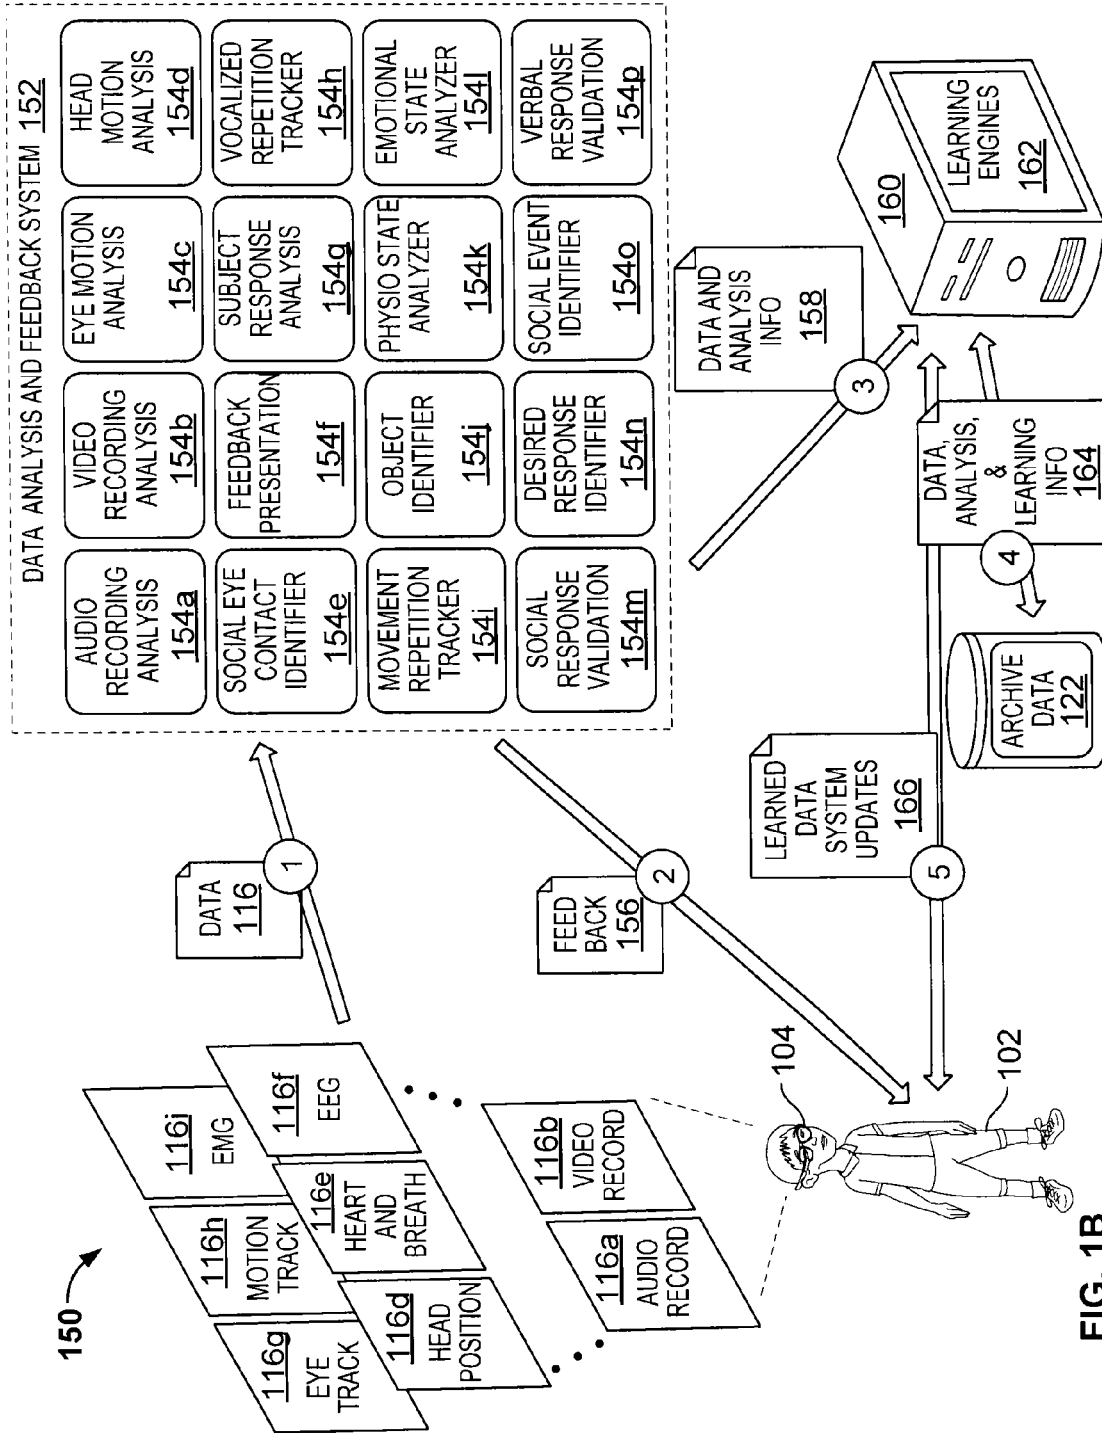 150
116g
EYE
TRACK
116h
MOTION
TRACK
116i
EMG
116d
HEAD
POSITION
116e
HEART
AND
BREATH
116f
EEG
116a
AUDIO
RECORD
116b
VIDEO
RECORD
104
102
DATA
116
1
FEED
BACK
156
2
DATA ANALYSIS AND FEEDBACK SYSTEM 152
AUDIO
RECORDING
ANALYSIS
154a
VIDEO
RECORDING
ANALYSIS
154b
EYE MOTION
ANALYSIS
154c
HEAD
MOTION
ANALYSIS
154d
SOCIAL EYE
CONTACT
IDENTIFIER
154e
FEEDBACK
PRESENTATION
154f
SUBJECT
RESPONSE
ANALYSIS
154g
VOCALIZED
REPETITION
TRACKER
154h
MOVEMENT
REPETITION
TRACKER
154i
OBJECT
IDENTIFIER
154j
PHYSIO STATE
ANALYZER
154k
EMOTIONAL
STATE
ANALYZER
154l
SOCIAL
RESPONSE
VALIDATION
154m
DESIRED
RESPONSE
IDENTIFIER
154n
SOCIAL EVENT
IDENTIFIER
154o
VERBAL
RESPONSE
VALIDATION
154p
DATA AND
ANALYSIS
INFO
158
3
160
LEARNING
ENGINES
162
DATA,
ANALYSIS,
&
LEARNING
INFO
164
4
LEARNED
DATA
SYSTEM
UPDATES
166
5
ARCHIVE
DATA
122
FIG. 1B